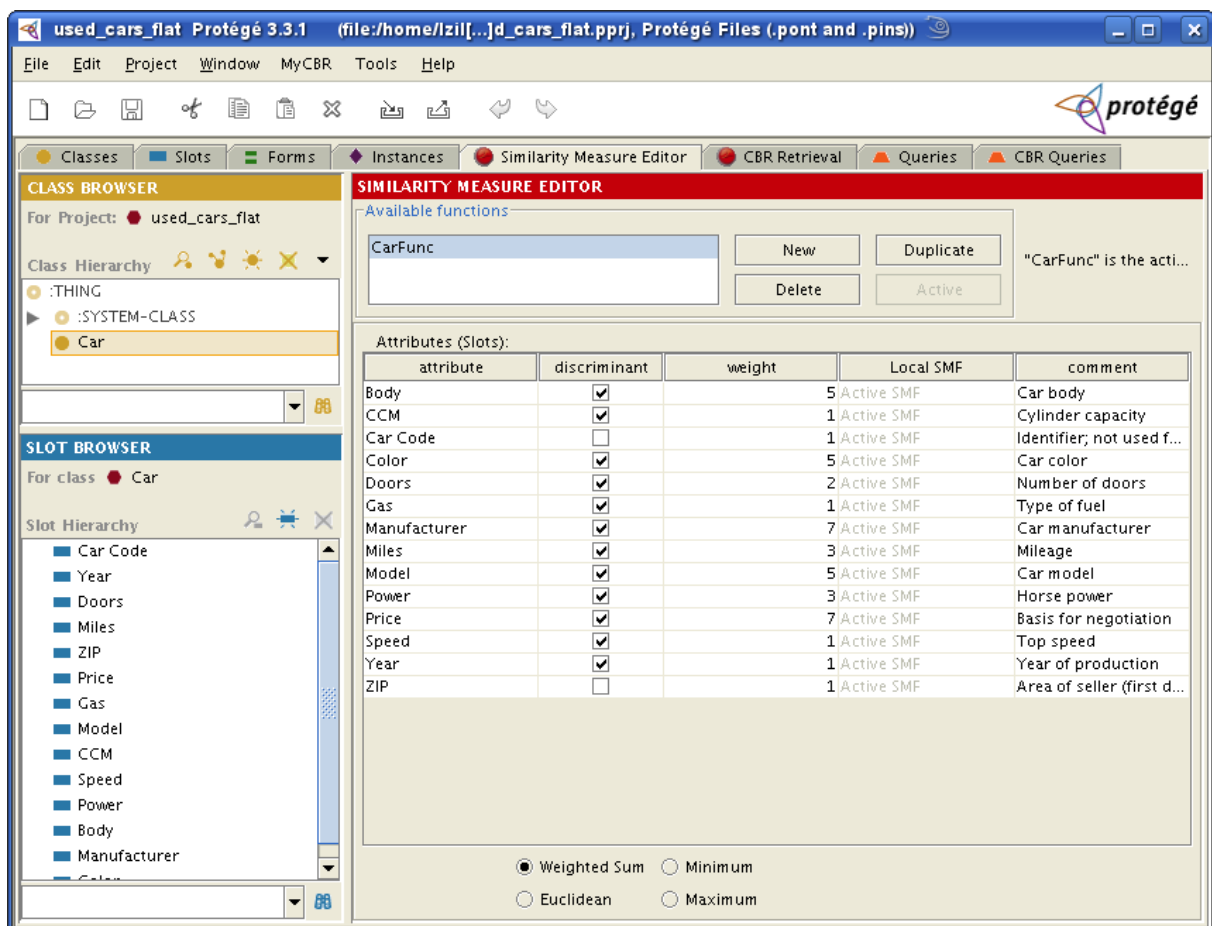 used_cars_flat Protégé 3.3.1 (file:/home/lzil[...]d_cars_flat.pprj, Protégé Files (.pont and .pins))
File Edit Project Window MyCBR Tools Help
protégé
Classes Slots Forms Instances Similarity Measure Editor CBR Retrieval Queries CBR Queries
CLASS BROWSER
For Project: used_cars_flat
Class Hierarchy
:THING
:SYSTEM-CLASS
Car
SLOT BROWSER
For class Car
Slot Hierarchy
Car Code
Year
Doors
Miles
ZIP
Price
Gas
Model
CCM
Speed
Power
Body
Manufacturer
Color
SIMILARITY MEASURE EDITOR
Available functions
CarFunc
New Duplicate
Delete Active
"CarFunc" is the acti...
Attributes (Slots):
attribute discriminant weight Local SMF comment
Body 5 Active SMF Car body
CCM 1 Active SMF Cylinder capacity
Car Code 1 Active SMF Identifier; not used f...
Color 5 Active SMF Car color
Doors 2 Active SMF Number of doors
Gas 1 Active SMF Type of fuel
Manufacturer 7 Active SMF Car manufacturer
Miles 3 Active SMF Mileage
Model 5 Active SMF Car model
Power 3 Active SMF Horse power
Price 7 Active SMF Basis for negotiation
Speed 1 Active SMF Top speed
Year 1 Active SMF Year of production
ZIP 1 Active SMF Area of seller (first d...
Weighted Sum Minimum
Euclidean Maximum